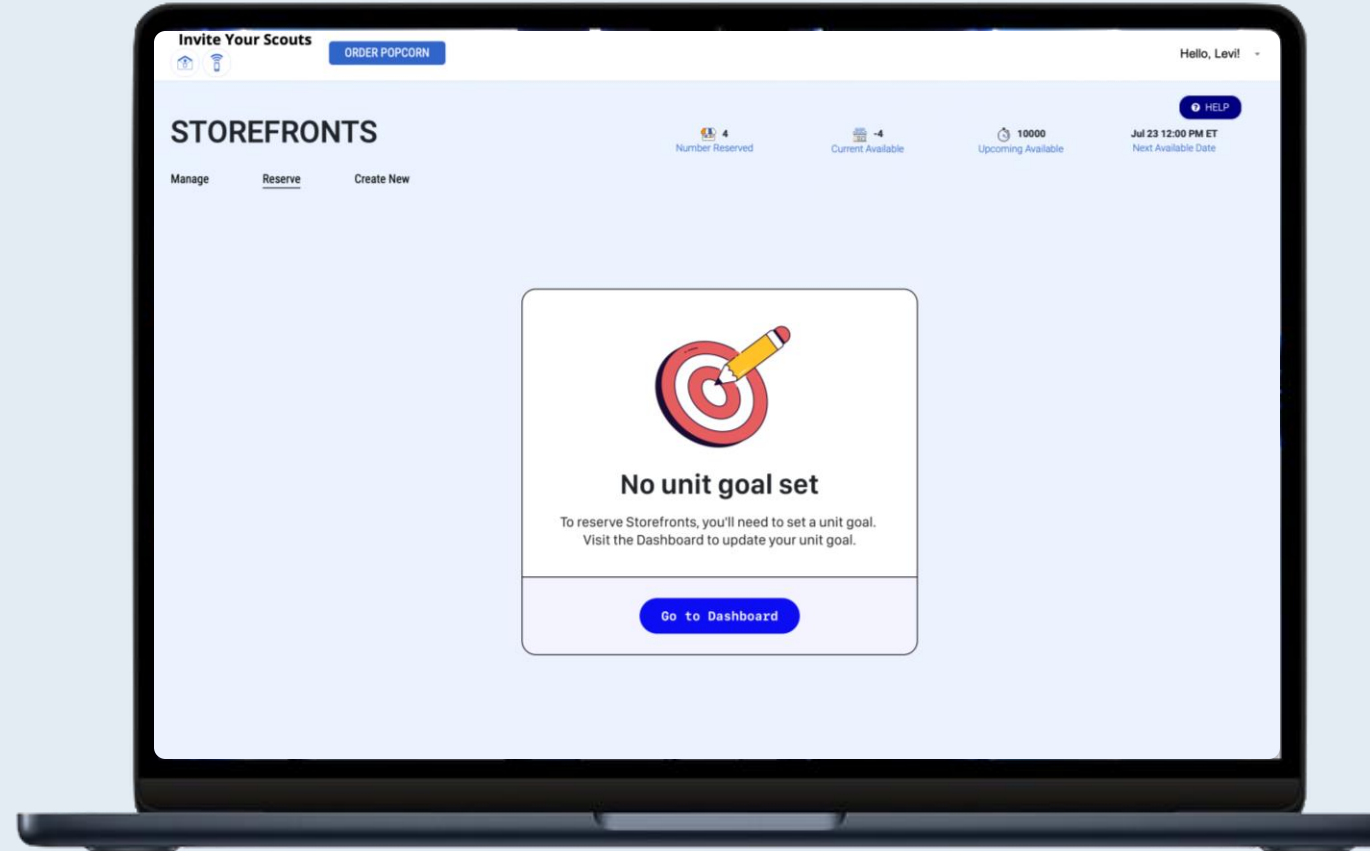 Invite Your Scouts
ORDER POPCORN
Hello, Levi!
HELP
STOREFRONTS
4
Number Reserved
-4
Current Available
10000
Upcoming Available
Jul 23 12:00 PM ET
Next Available Date
Manage
Reserve
Create New
No unit goal set
To reserve Storefronts, you'll need to set a unit goal.
Visit the Dashboard to update your unit goal.
Go to Dashboard